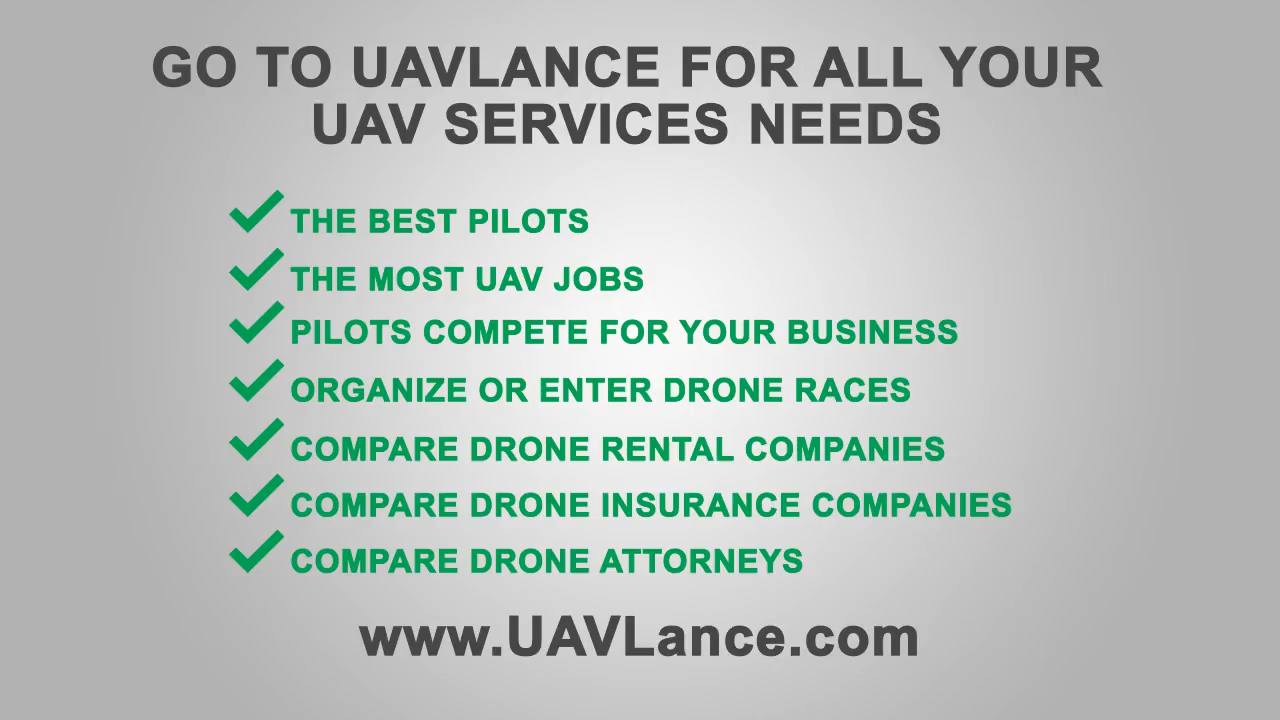 GO TO UAVLANCE FOR ALL YOUR
UAV SERVICES NEEDS
THE BEST PILOTS
THE MOST UAV JOBS
PILOTS COMPETE FOR YOUR BUSINESS
ORGANIZE OR ENTER DRONE RACES
COMPARE DRONE RENTAL COMPANIES
COMPARE DRONE INSURANCE COMPANIES
COMPARE DRONE ATTORNEYS
www.UAVLance.com